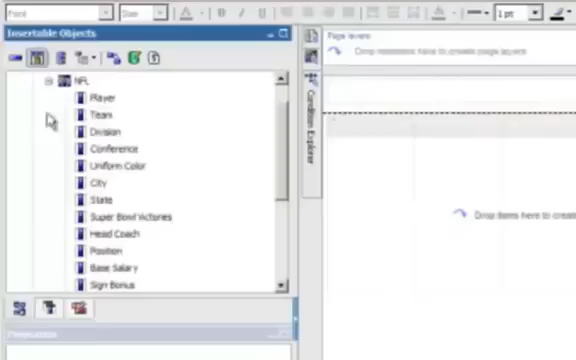 Font
Size
B I U
1 pt
Insertable Objects
NFL
Player
Team
Division
Conference
Uniform Color
City
State
Super Bowl Victories
Head Coach
Position
Base Salary
Sign Bonus
Page layers
Drop members here to create page layers
Condition Explorer
Drop items here to create